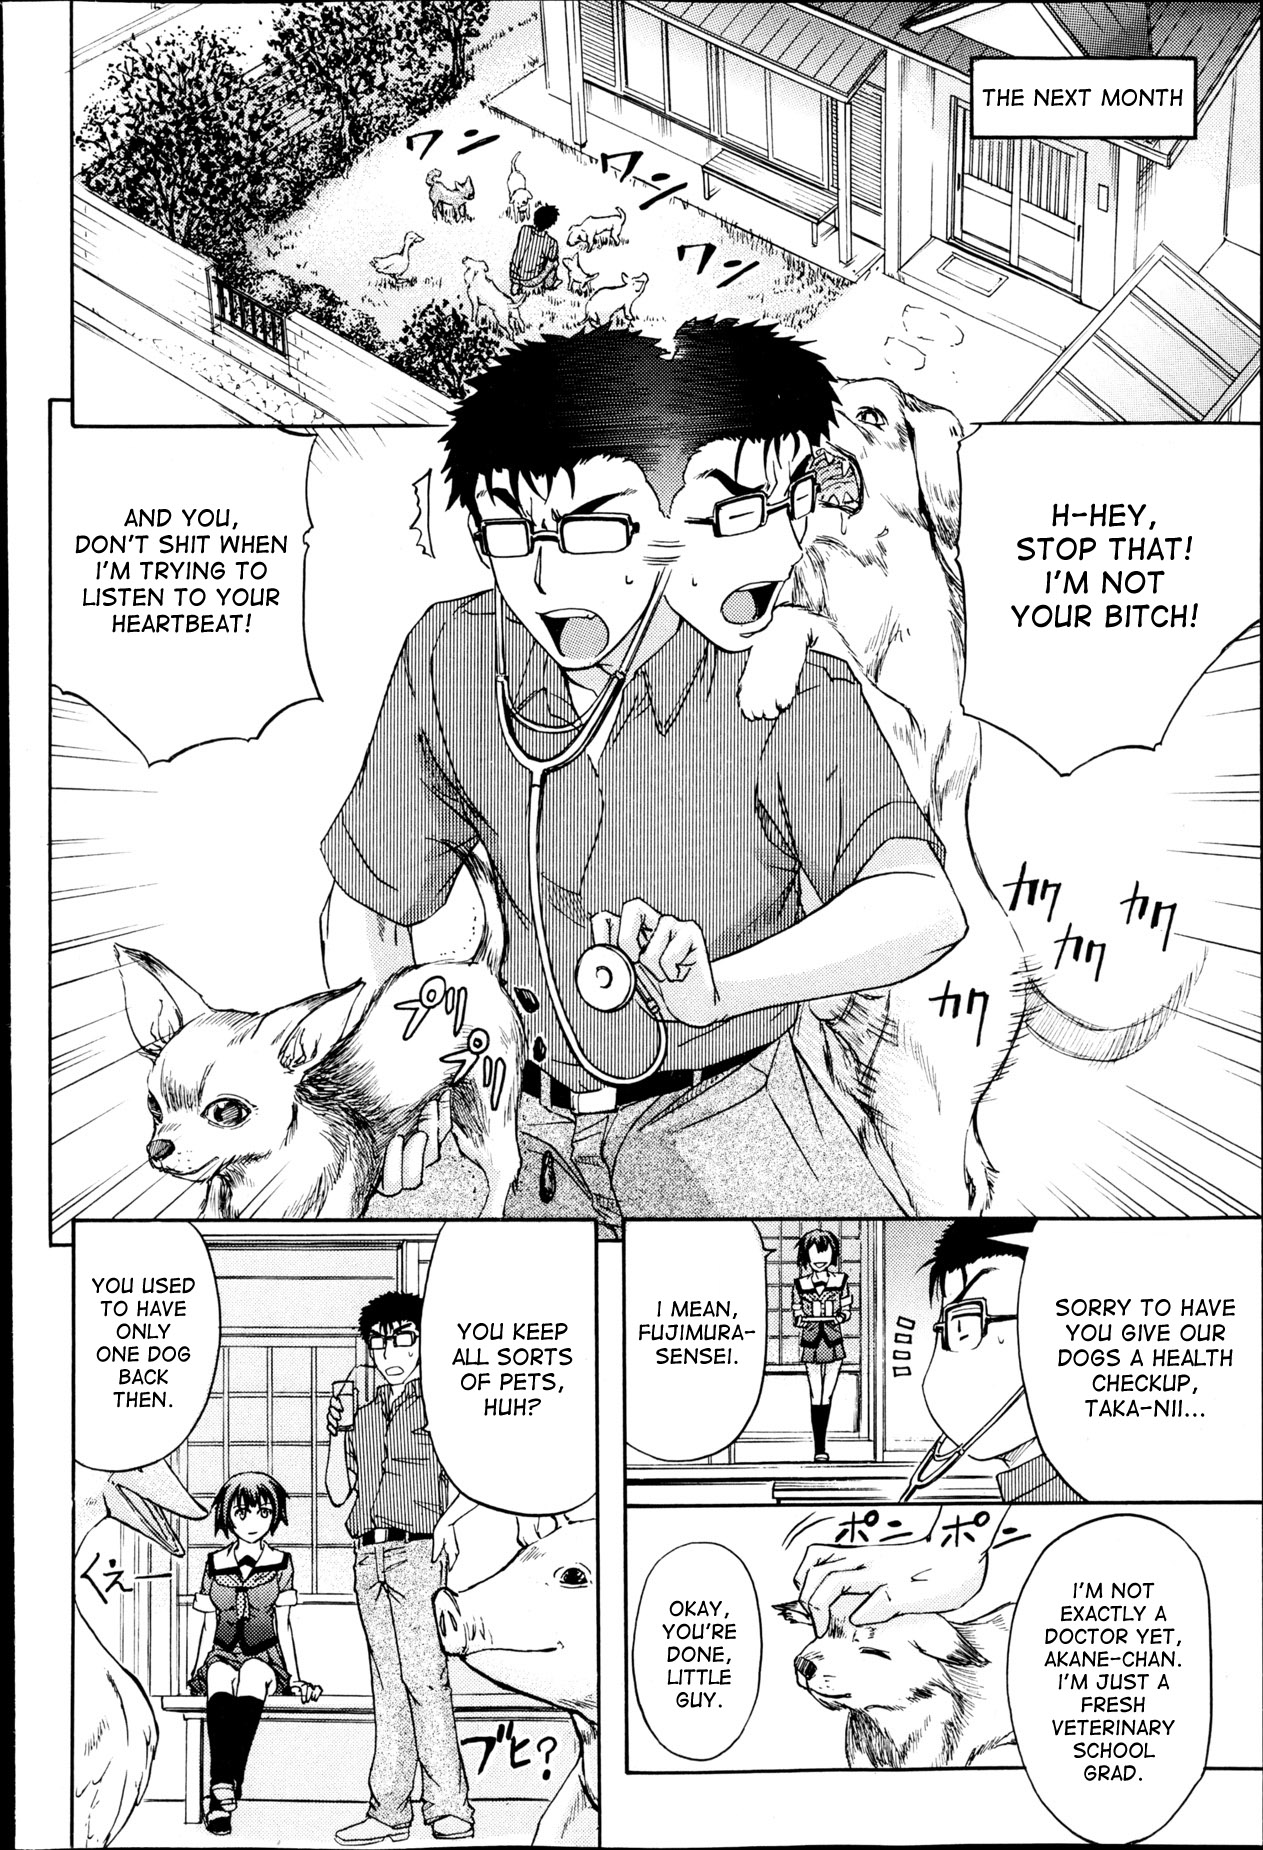 THE NEXT MONTH
ワン
ワン
ワン
H-HEY,
STOP THAT!
I'M NOT
YOUR BITCH!
AND YOU,
DON'T SHIT WHEN
I'M TRYING TO
LISTEN TO YOUR
HEARTBEAT!
カク
カク
カク
カク
プリ
プリ
SORRY TO HAVE
YOU GIVE OUR
DOGS A HEALTH
CHECKUP,
TAKA-NII...
I MEAN,
FUJIMURA-
SENSEI.
ポン ポン
I'M NOT
EXACTLY A
DOCTOR YET,
AKANE-CHAN.
I'M JUST A
FRESH
VETERINARY
SCHOOL
GRAD.
OKAY,
YOU'RE
DONE,
LITTLE
GUY.
YOU KEEP
ALL SORTS
OF PETS,
HUH?
YOU USED
TO HAVE
ONLY
ONE DOG
BACK
THEN.
ぐえー
ブヒ?